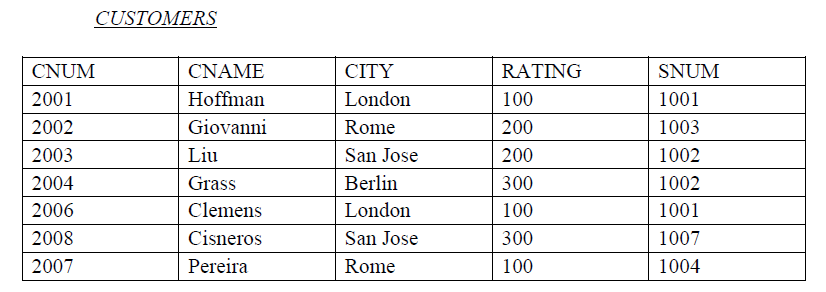 CUSTOMERS
CNUM CNAME CITY RATING SNUM
2001 Hoffman London 100 1001
2002 Giovanni Rome 200 1003
2003 Liu San Jose 200 1002
2004 Grass Berlin 300 1002
2006 Clemens London 100 1001
2008 Cisneros San Jose 300 1007
2007 Pereira Rome 100 1004